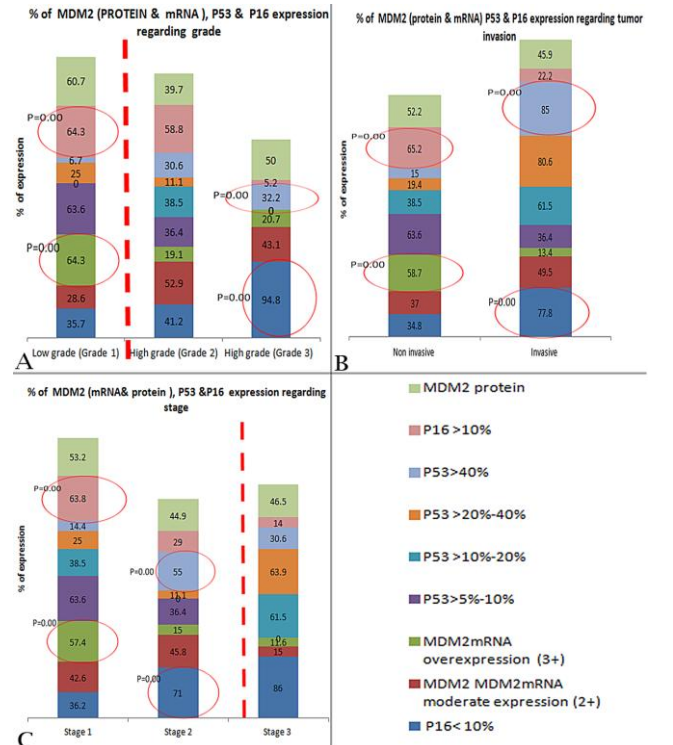 % of MDM2 (PROTEIN & mRNA ), P53 & P16 expression
regarding grade
% of expression
P=0.00
P=0.00
60.7
64.3
6.7
25
0
63.6
64.3
28.6
35.7
39.7
58.8
30.6
11.1
38.5
36.4
19.1
52.9
41.2
P=0.00
P=0.00
50
5.2
32.2
0
20.7
43.1
94.8
Low grade (Grade 1)
High grade (Grade 2)
High grade (Grade 3)
A
% of MDM2 (protein & mRNA) P53 & P16 expression regarding tumor
invasion
% of expression
P=0.00
P=0.00
52.2
65.2
15
19.4
38.5
63.6
58.7
37
34.8
P=0.00
P=0.00
45.9
22.2
85
80.6
61.5
36.4
13.4
49.5
77.8
Non invasive
Invasive
B
% of MDM2 (mRNA& protein ), P53 &P16 expression regarding
stage
% of expression
P=0.00
P=0.00
53.2
63.8
14.4
25
38.5
63.6
57.4
42.6
36.2
P=0.00
P=0.00
44.9
29
55
11.1
0
36.4
15
45.8
71
46.5
14
30.6
63.9
61.5
0
11.6
15
86
Stage 1
Stage 2
Stage 3
C
MDM2 protein
P16 >10%
P53>40%
P53 >20%-40%
P53 >10%-20%
P53>5%-10%
MDM2mRNA
overexpression (3+)
MDM2 MDM2mRNA
moderate expression (2+)
P16< 10%